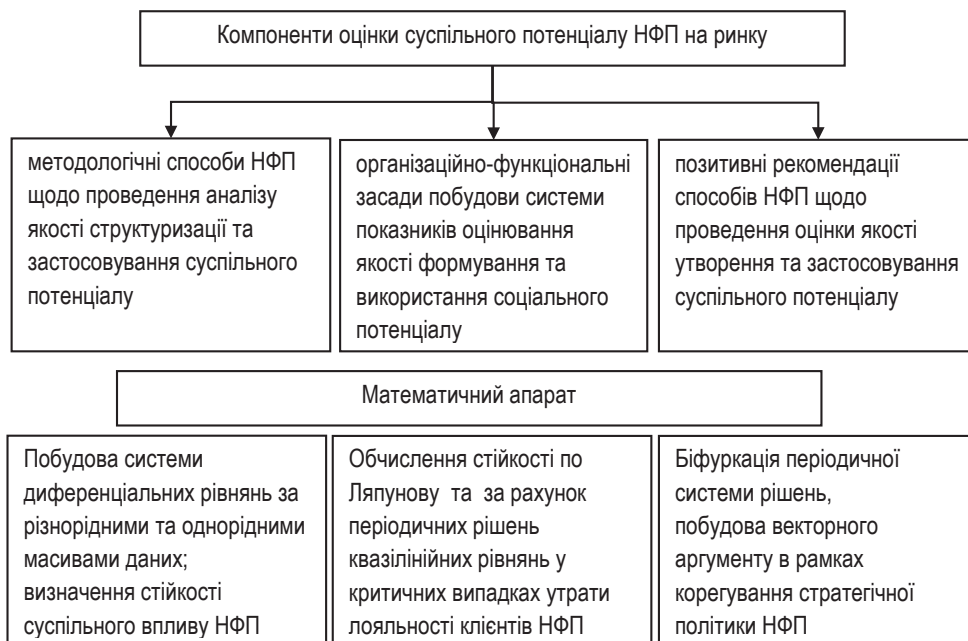 Компоненти оцінки суспільного потенціалу НФП на ринку
методологічні способи НФП
щодо проведення аналізу
якості структуризації та
застосовування суспільного
потенціалу
організаційно-функціональні
засади побудови системи
показників оцінювання
якості формування та
використання соціального
потенціалу
позитивні рекомендації
способів НФП щодо
проведення оцінки якості
утворення та застосовування
суспільного потенціалу
Математичний апарат
Побудова системи
диференціальних рівнянь за
різнорідними та однорідними
масивами даних;
визначення стійкості
суспільного впливу НФП
Обчислення стійкості по
Ляпунову та за рахунок
періодичних рішень
квазілінійних рівнянь у
критичних випадках утрати
лояльності клієнтів НФП
Біфуркація періодичної
системи рішень,
побудова векторного
аргументу в рамках
корегування стратегічної
політики НФП